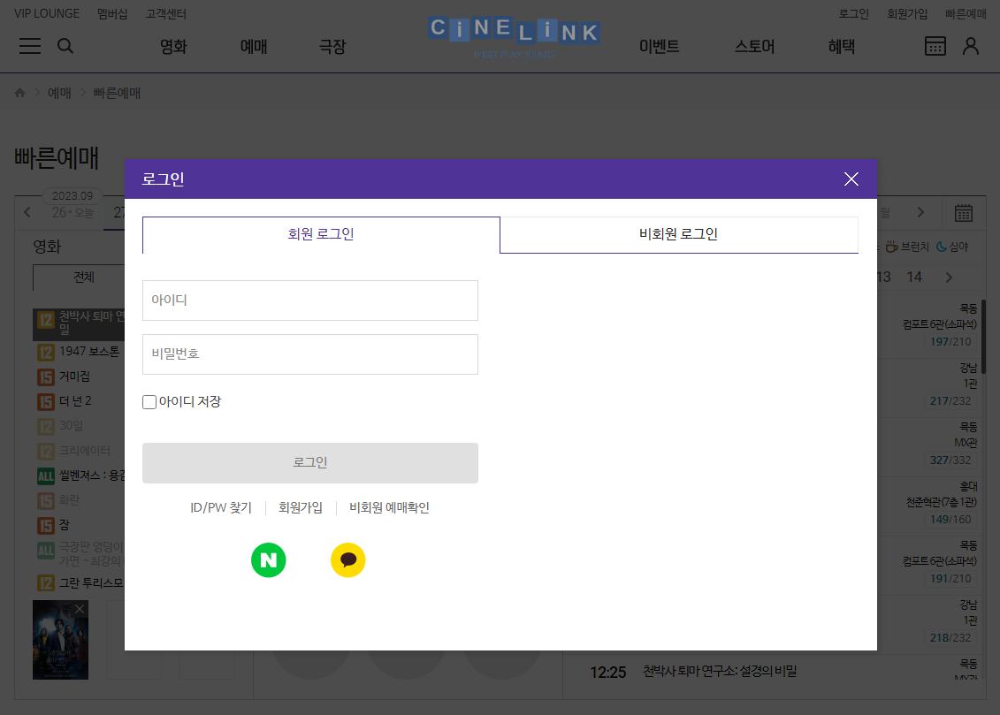 VIP LOUNGE 멤버십 고객센터
로그인 회원가입 빠른예매
영화 예매 극장
CiNELiNK
이벤트 스토어 혜택
예매 빠른예매
빠른예매
2023.09
26•오늘 27
월
영화
브런치 심야
전체
13 14
로그인
회원 로그인 비회원 로그인
아이디
비밀번호
아이디 저장
로그인
ID/PW 찾기 회원가입 비회원 예매확인
N
12 천박사 퇴마 연
밀
12 1947 보스톤
15 거미집
15 더 넌 2
12 30일
12 크리에이터
ALL 씰벤져스 : 용감
15 화란
15 잠
ALL 극장판 엉덩이
가면 ~ 최강의
12 그란 투리스모
목동
컴포트 6관(소파석)
197/210
강남
1관
217/232
목동
MX관
327/332
홍대
천준혁관(7층 1관)
149/160
목동
컴포트 6관(소파석)
191/210
강남
1관
218/232
12:25 천박사 퇴마 연구소: 설경의 비밀
목동
MX관